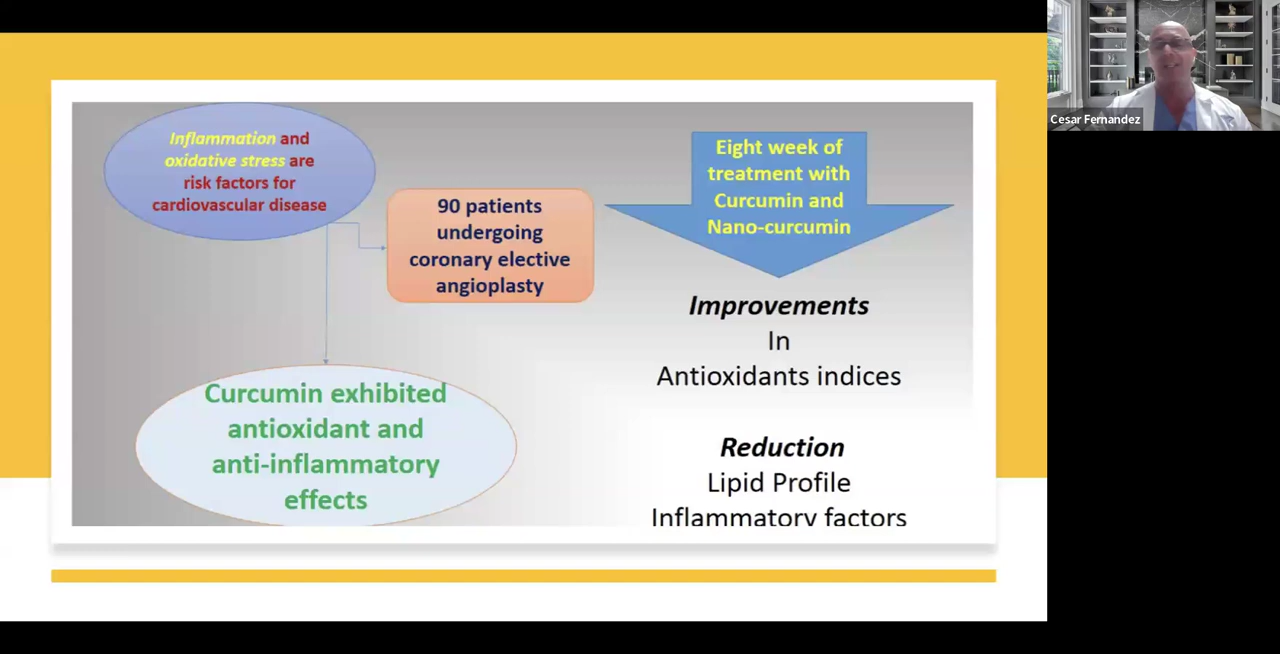 Inflammation and
oxidative stress are
risk factors for
cardiovascular disease
90 patients
undergoing
coronary elective
angioplasty
Curcumin exhibited
antioxidant and
anti-inflammatory
effects
Eight week of
treatment with
Curcumin and
Nano-curcumin
Improvements
In
Antioxidants indices
Reduction
Lipid Profile
Inflammatory factors
Cesar Fernandez